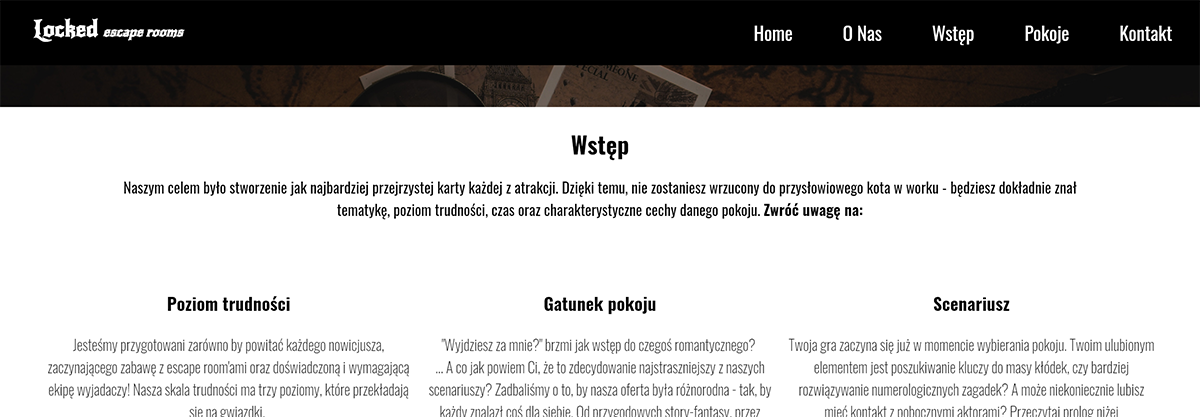 Locked escape rooms
Home
O Nas
Wstęp
Pokoje
Kontakt
SOMEONE
SPECIAL
Wstęp
Naszym celem było stworzenie jak najbardziej przejrzystej karty każdej z atrakcji. Dzięki temu, nie zostaniesz wrzucony do przysłowiowego kota w worku - będziesz dokładnie znał
tematykę, poziom trudności, czas oraz charakterystyczne cechy danego pokoju. Zwróć uwagę na:
Poziom trudności
Jesteśmy przygotowani zarówno by powitać każdego nowicjusza,
zaczynającego zabawę z escape room'ami oraz doświadczoną i wymagającą
ekipę wyjadaczy! Nasza skala trudności ma trzy poziomy, które przekładają
się na gwiazdki.
Gatunek pokoju
"Wyjdziesz za mnie?" brzmi jak wstęp do czegoś romantycznego?
... A co jak powiem Ci, że to zdecydowanie najstraszniejszy z naszych
scenariuszy? Zadbaliśmy o to, by nasza oferta była różnorodna - tak, by
każdy znalazł coś dla siebie. Od przygodowych story-fantasy, przez
Scenariusz
Twoja gra zaczyna się już w momencie wybierania pokoju. Twoim ulubionym
elementem jest poszukiwanie kluczy do masy kłódek, czy bardziej
rozwiązywanie numerologicznych zagadek? A może niekoniecznie lubisz
mieć kontakt z pobocznymi aktorami? Przeczytaj prolog niżej